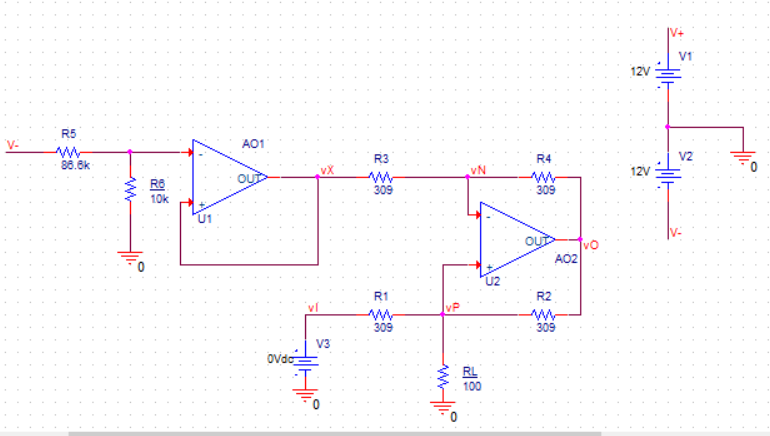 V+
V1
12V
R5
V-
86.6k
AO1
-
OUT
+
U1
R6
10k
0
vX
R3
309
vN
R4
309
V2
12V
0
V-
-
OUT
+
U2
AO2
vO
R1
309
vI
vP
R2
309
V3
0Vdc
0
RL
100
0